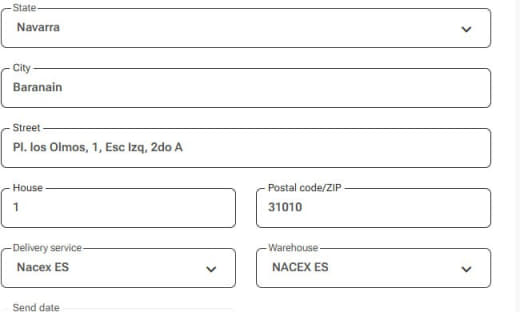 State
Navarra
City
Baranain
Street
Pl. los Olmos, 1, Esc Izq, 2do A
House
1
Postal code/ZIP
31010
Delivery service
Nacex ES
Warehouse
NACEX ES
Send date